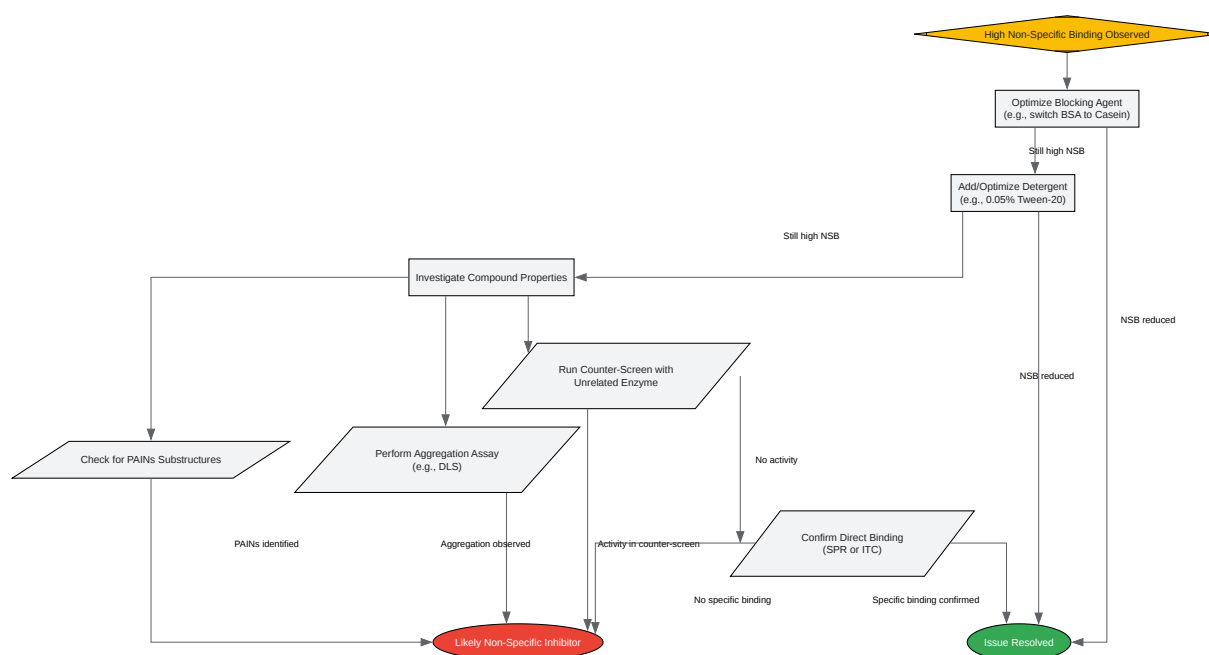 High Non-Specific Binding Observed
Optimize Blocking Agent
(e.g., switch BSA to Casein)
Still high NSB
Add/Optimize Detergent
(e.g., 0.05% Tween-20)
Still high NSB
Investigate Compound Properties
NSB reduced
Run Counter-Screen with
Unrelated Enzyme
NSB reduced
Check for PAINs Substructures
Perform Aggregation Assay
(e.g., DLS)
No activity
PAINs identified
Aggregation observed
Activity in counter-screen
Confirm Direct Binding
(SPR or ITC)
No specific binding
Specific binding confirmed
Likely Non-Specific Inhibitor
Issue Resolved